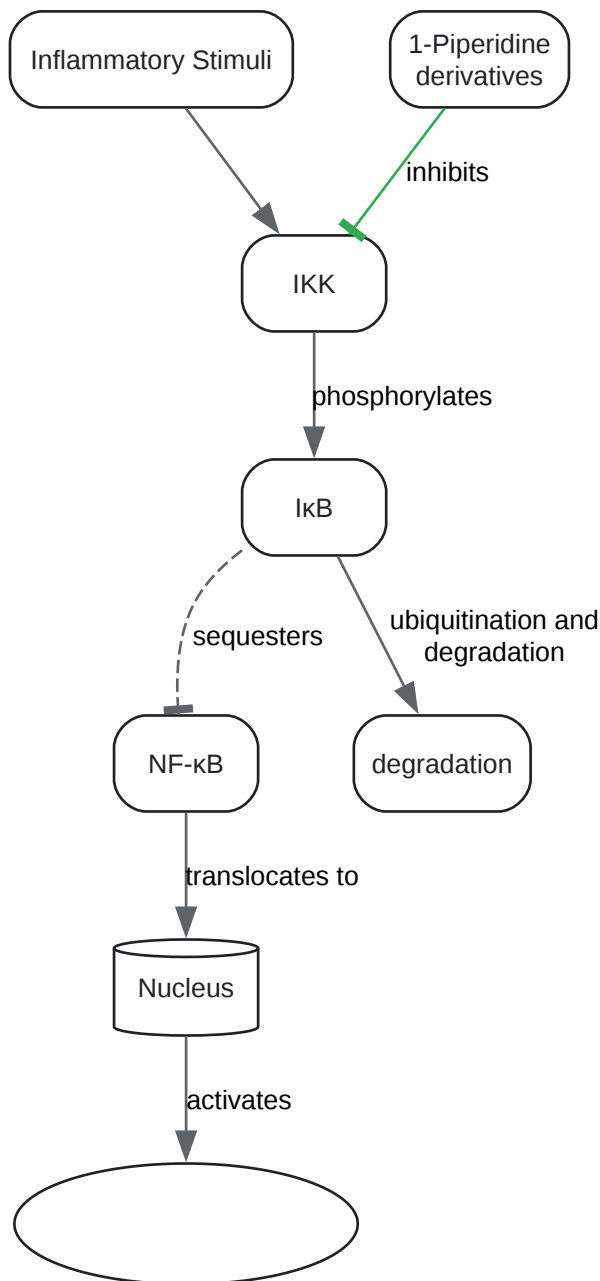 Inflammatory Stimuli
1-Piperidine
derivatives
inhibits
IKK
phosphorylates
IκB
sequesters
ubiquitination and
degradation
NF-κB
degradation
translocates to
Nucleus
activates